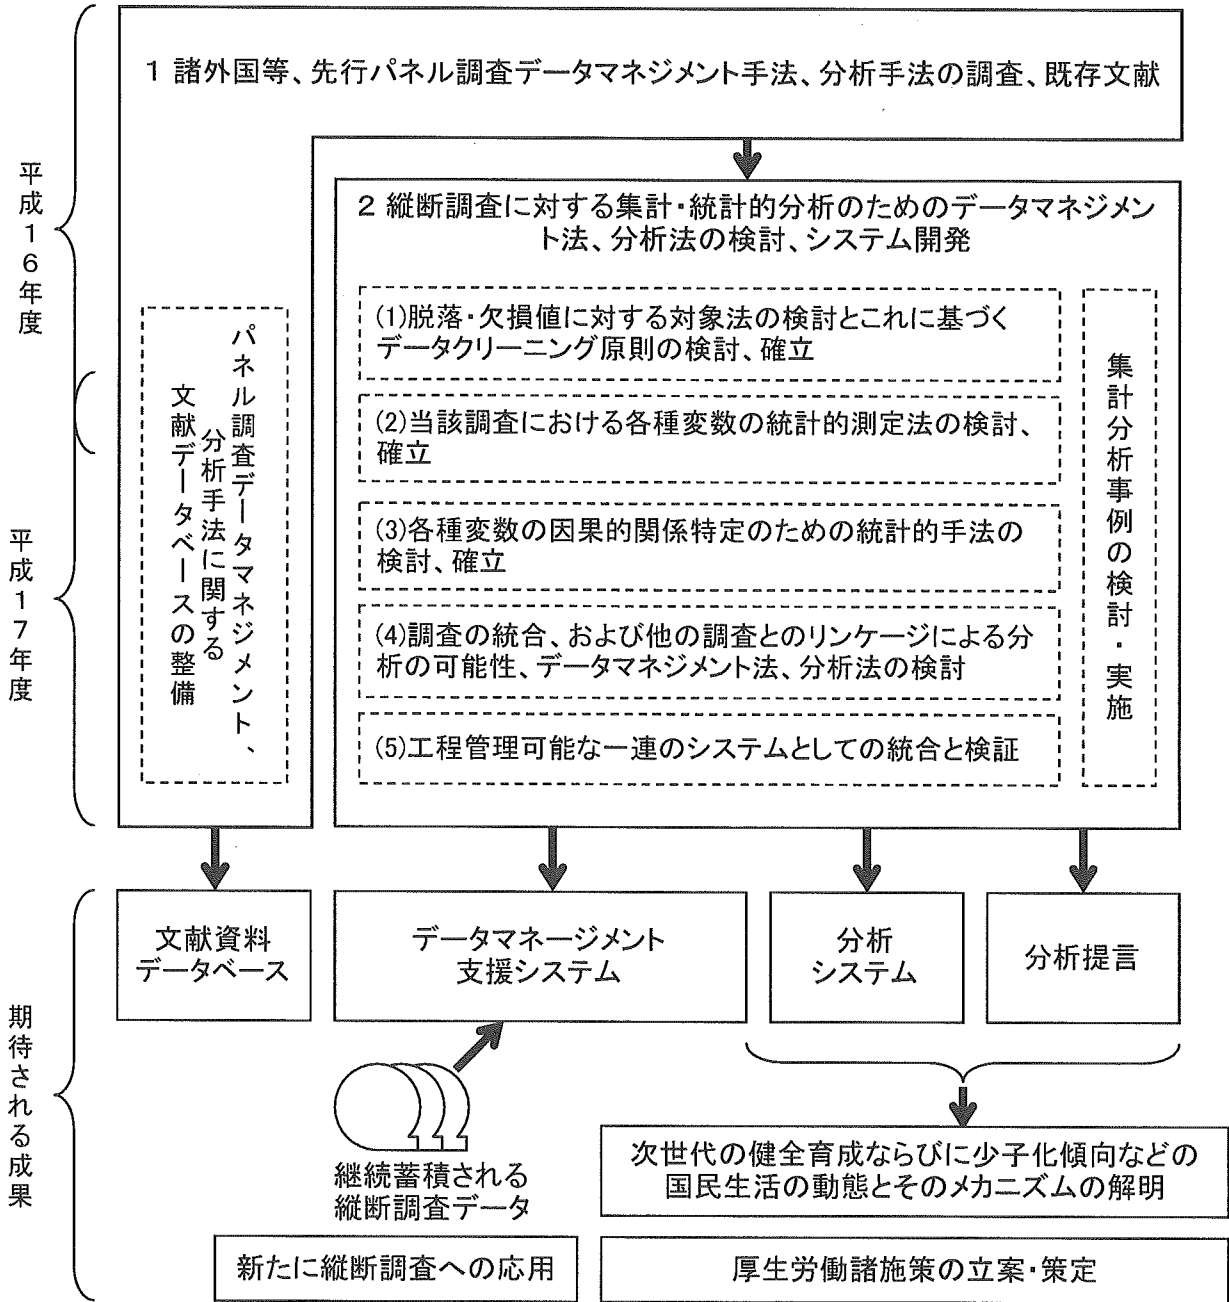 1 諸外国等、先行パネル調査データマネジメント手法、分析手法の調査、既存文献
平成16年度
2 縦断調査に対する集計・統計的分析のためのデータマネジメン
ト法、分析法の検討、システム開発
(1)脱落・欠損値に対する対象法の検討とこれに基づく
データクリーニング原則の検討、確立
(2)当該調査における各種変数の統計的測定法の検討、
確立
(3)各種変数の因果的関係特定のための統計的手法の
検討、確立
(4)調査の統合、および他の調査とのリンケージによる分
析の可能性、データマネジメント法、分析法の検討
(5)工程管理可能な一連のシステムとしての統合と検証
集計分析事例の検討・実施
パネル調査データマネジメント、
分析手法に関する
文献データベースの整備
平成17年度
文献資料
データベース
データマネージメント
支援システム
分析
システム
分析提言
期待される成果
継続蓄積される
縦断調査データ
次世代の健全育成ならびに少子化傾向などの
国民生活の動態とそのメカニズムの解明
新たに縦断調査への応用
厚生労働諸施策の立案・策定